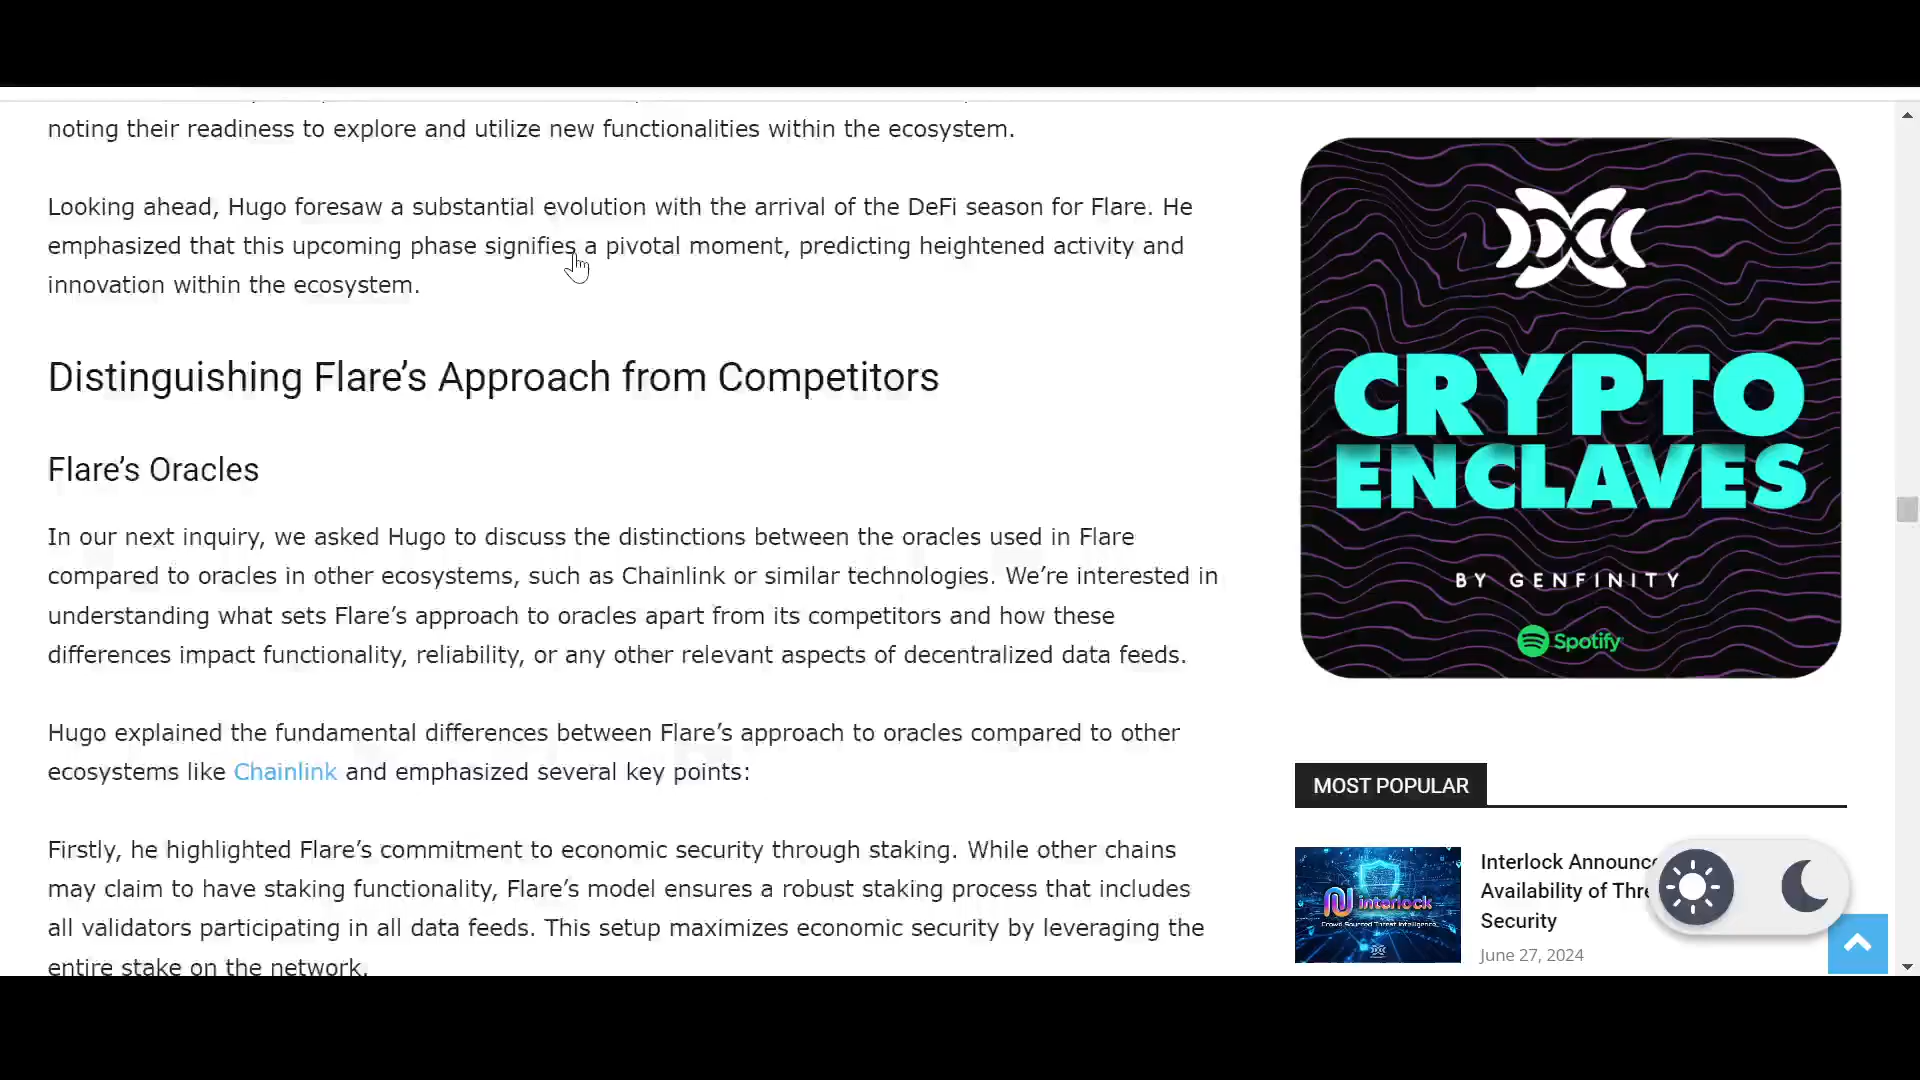 noting their readiness to explore and utilize new functionalities within the ecosystem.
Looking ahead, Hugo foresaw a substantial evolution with the arrival of the DeFi season for Flare. He
emphasized that this upcoming phase signifies a pivotal moment, predicting heightened activity and
innovation within the ecosystem.
Distinguishing Flare’s Approach from Competitors
Flare’s Oracles
In our next inquiry, we asked Hugo to discuss the distinctions between the oracles used in Flare
compared to oracles in other ecosystems, such as Chainlink or similar technologies. We’re interested in
understanding what sets Flare’s approach to oracles apart from its competitors and how these
differences impact functionality, reliability, or any other relevant aspects of decentralized data feeds.
Hugo explained the fundamental differences between Flare’s approach to oracles compared to other
ecosystems like Chainlink and emphasized several key points:
Firstly, he highlighted Flare’s commitment to economic security through staking. While other chains
may claim to have staking functionality, Flare’s model ensures a robust staking process that includes
all validators participating in all data feeds. This setup maximizes economic security by leveraging the
entire stake on the network.
CRYPTO
ENCLAVES
BY GENFINITY
Spotify
MOST POPULAR
interlock
Crowd Sourced Threat Intelligence
Interlock Announc
Availability of Thre
Security
June 27, 2024